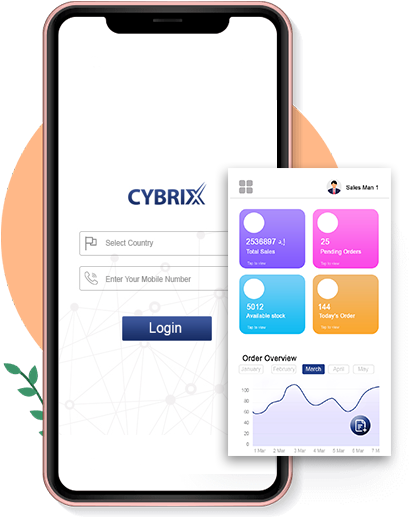 CYBRIX
Select Country
Enter Your Mobile Number
Login
Sales Man 1
2536897
Total Sales
Tap to view
25
Pending Orders
Tap to view
5012
Available stock
Tap to view
144
Today's Order
Tap to view
Order Overview
January February March April May
100
80
60
40
20
0
1 Mar 2 Mar 3 Mar 4 Mar 5 Mar 6 Mar 7 M